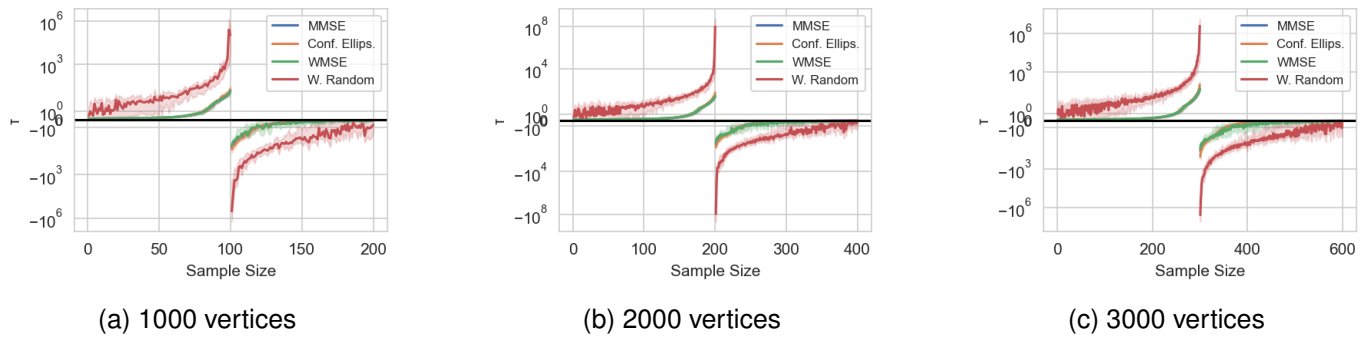 10^6
10^3
10^0
0
−10^0
−10^3
−10^6
τ
MMSE
Conf. Ellips.
WMSE
W. Random
0 50 100 150 200
Sample Size
(a) 1000 vertices
10^8
10^4
10^0
0
−10^0
−10^4
−10^8
τ
MMSE
Conf. Ellips.
WMSE
W. Random
0 100 200 300 400
Sample Size
(b) 2000 vertices
10^6
10^3
10^0
0
−10^0
−10^3
−10^6
τ
MMSE
Conf. Ellips.
WMSE
W. Random
0 200 400 600
Sample Size
(c) 3000 vertices